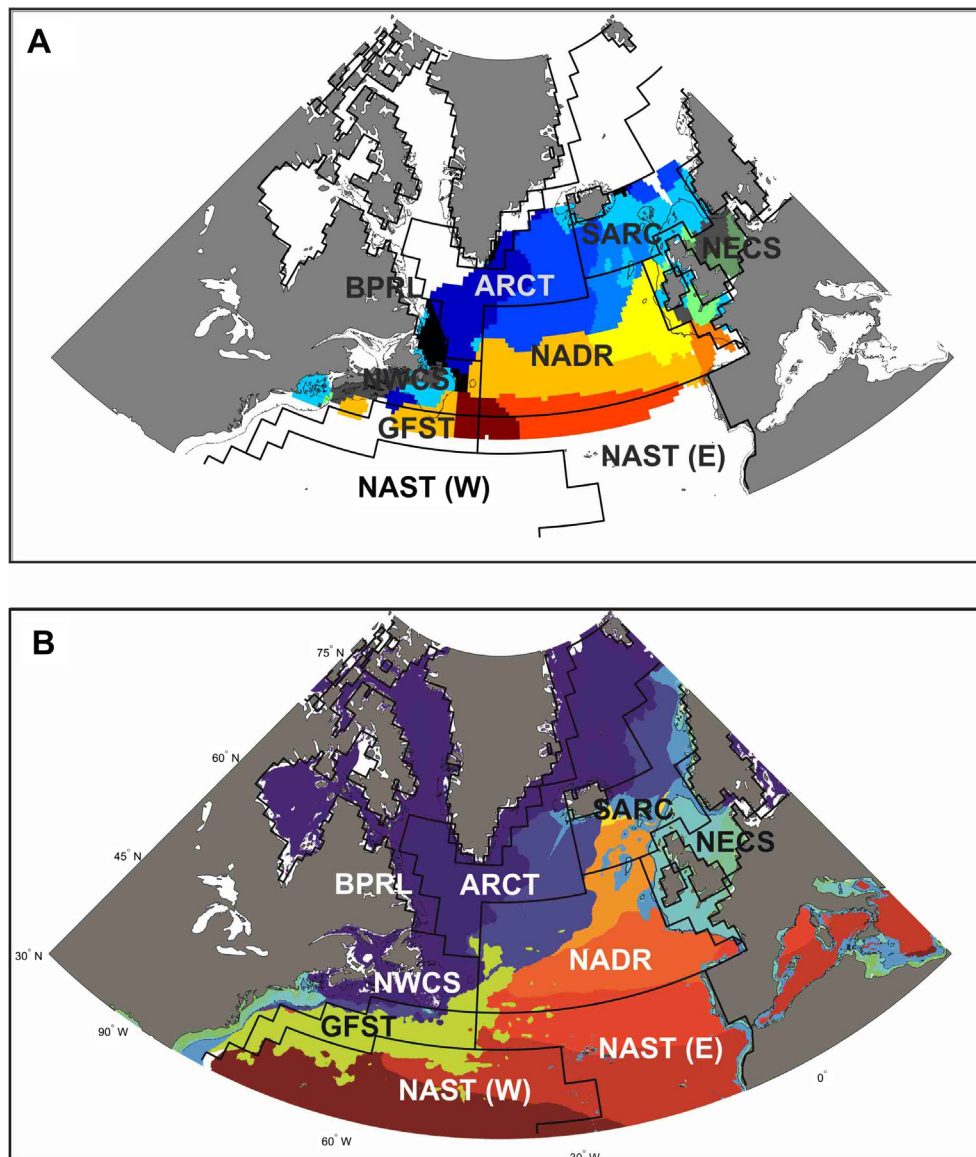 A
SARC
NECS
BPRL
ARCT
NADR
NWCS
GFST
NAST (E)
NAST (W)
B
75° N
60° N
SARC
NECS
45° N
BPRL
ARCT
30° N
NADR
NWCS
GFST
90° W
NAST (E)
NAST (W)
0°
60° W